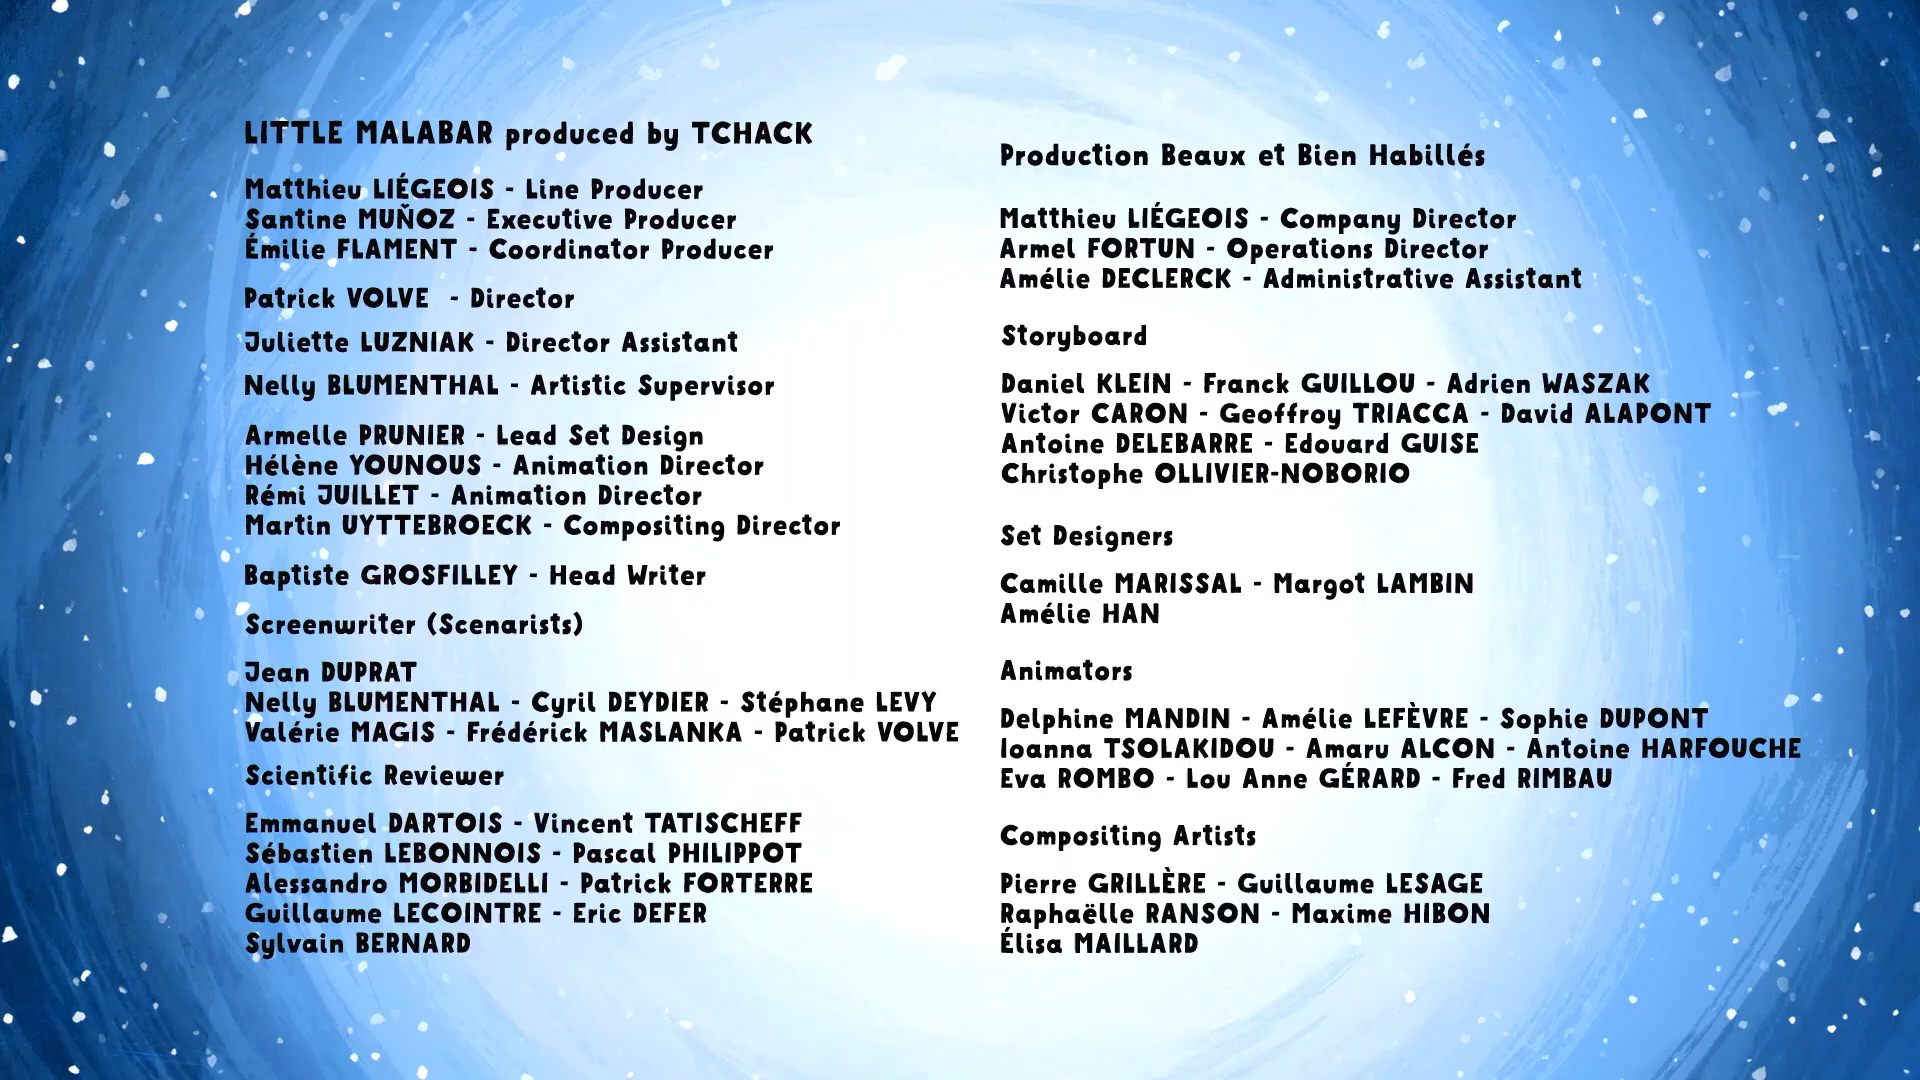 LITTLE MALABAR produced by TCHACK
Matthieu LIÉGEOIS - Line Producer
Santine MUÑOZ - Executive Producer
Émilie FLAMENT - Coordinator Producer
Patrick VOLVE - Director
Juliette LUZNIAK - Director Assistant
Nelly BLUMENTHAL - Artistic Supervisor
Armelle PRUNIER - Lead Set Design
Hélène YOUNOUS - Animation Director
Rémi JUILLET - Animation Director
Martin UYTTEBROECK - Compositing Director
Baptiste GROSFILLEY - Head Writer
Screenwriter (Scenarists)
Jean DUPRAT
Nelly BLUMENTHAL - Cyril DEYDIER - Stéphane LEVY
Valérie MAGIS - Frédérick MASLANKA - Patrick VOLVE
Scientific Reviewer
Emmanuel DARTOIS - Vincent TATISCHEFF
Sébastien LEBONNOIS - Pascal PHILIPPOT
Alessandro MORBIDELLI - Patrick FORTERRE
Guillaume LECOINTRE - Eric DEFER
Sylvain BERNARD
Production Beaux et Bien Habillés
Matthieu LIÉGEOIS - Company Director
Armel FORTUN - Operations Director
Amélie DECLERCK - Administrative Assistant
Storyboard
Daniel KLEIN - Franck GUILLOU - Adrien WASZAK
Victor CARON - Geoffroy TRIACCA - David ALAPONT
Antoine DELEBARRE - Edouard GUISE
Christophe OLLIVIER-NOBORIO
Set Designers
Camille MARISSAL - Margot LAMBIN
Amélie HAN
Animators
Delphine MANDIN - Amélie LEFÈVRE - Sophie DUPONT
Ioanna TSOLAKIDOU - Amaru ALCON - Antoine HARFOUCHE
Eva ROMBO - Lou Anne GÉRARD - Fred RIMBAU
Compositing Artists
Pierre GRILLÈRE - Guillaume LESAGE
Raphaëlle RANSON - Maxime HIBON
Élisa MAILLARD